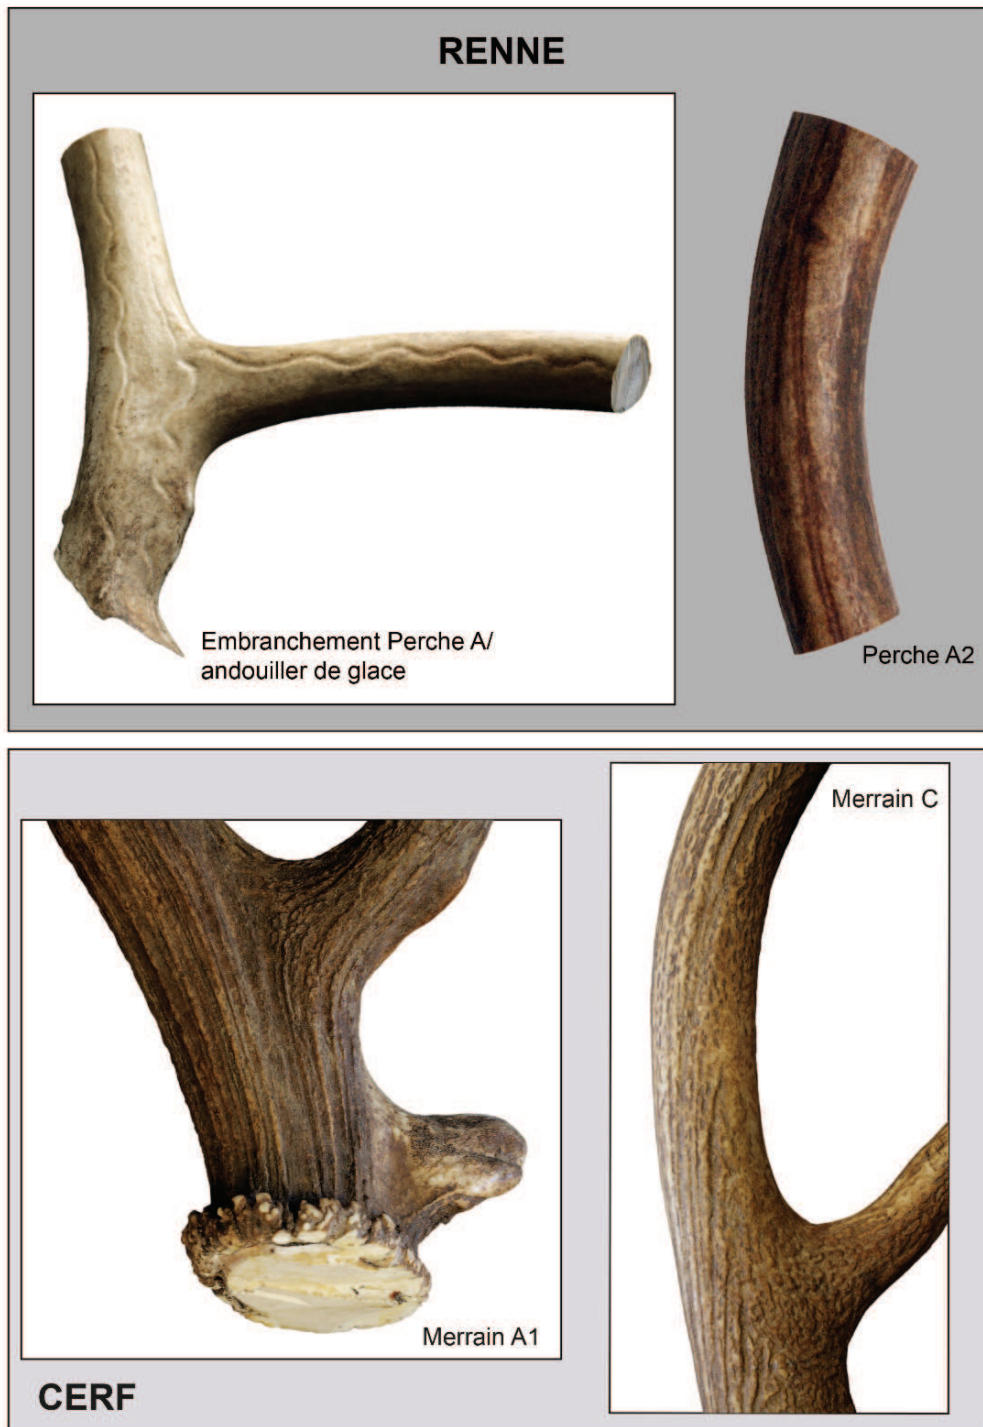 RENNE
Embranchement Perche A/
andouiller de glace
Perche A2
Merrain C
Merrain A1
CERF